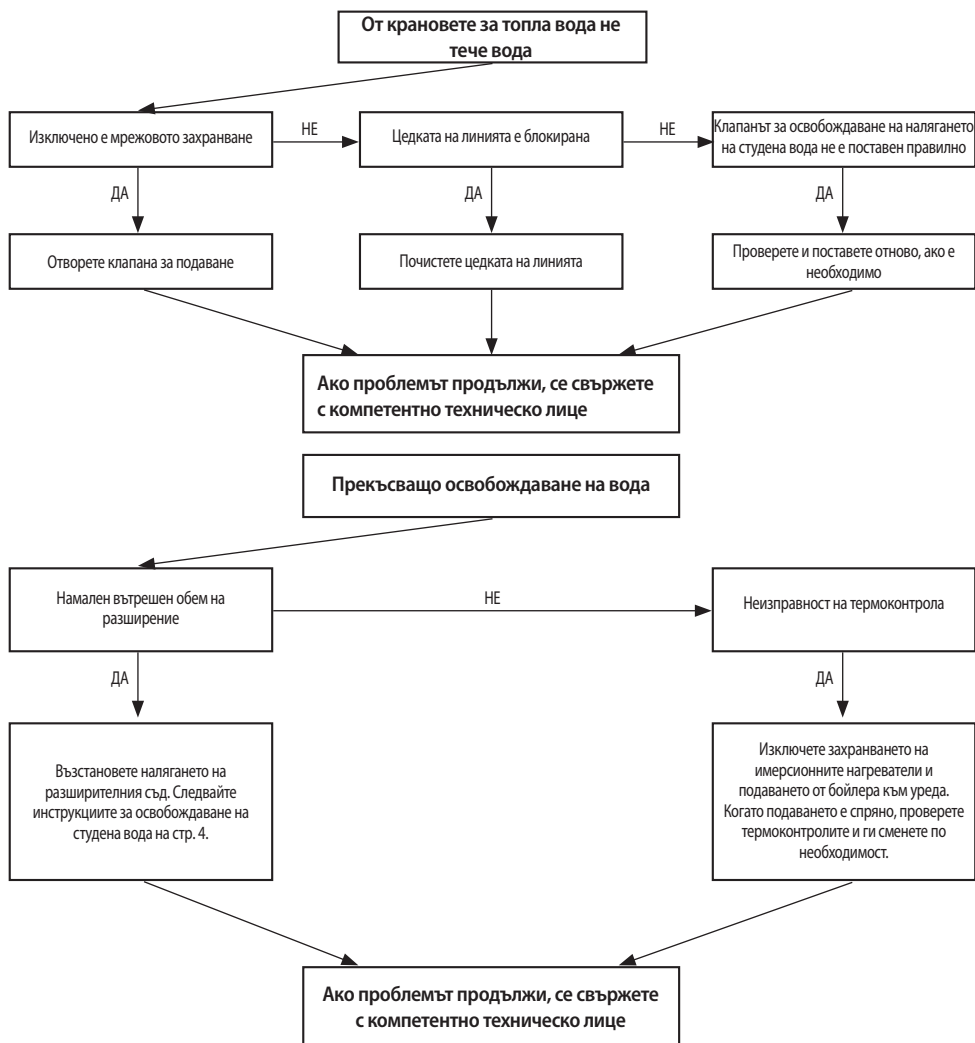 От крановете за топла вода не
тече вода
Изключено е мрежовото захранване
НЕ
Цедката на линията е блокирана
НЕ
Клапанът за освобождаване на налягането
на студена вода не е поставен правилно
ДА
ДА
ДА
Отворете клапана за подаване
Почистете цедката на линията
Проверете и поставете отново, ако е
необходимо
Ако проблемът продължи, се свържете
с компетентно техническо лице
Прекъсващо освобождаване на вода
Намален вътрешен обем на
разширение
НЕ
Неизправност на термоконтрола
ДА
ДА
Възстановете налягането на
разширителния съд. Следвайте
инструкциите за освобождаване на
студена вода на стр. 4.
Изключете захранването на
имерсионните нагреватели и
подаването от бойлера към уреда.
Когато подаването е спряно, проверете
термоконтролите и ги сменете по
необходимост.
Ако проблемът продължи, се свържете
с компетентно техническо лице